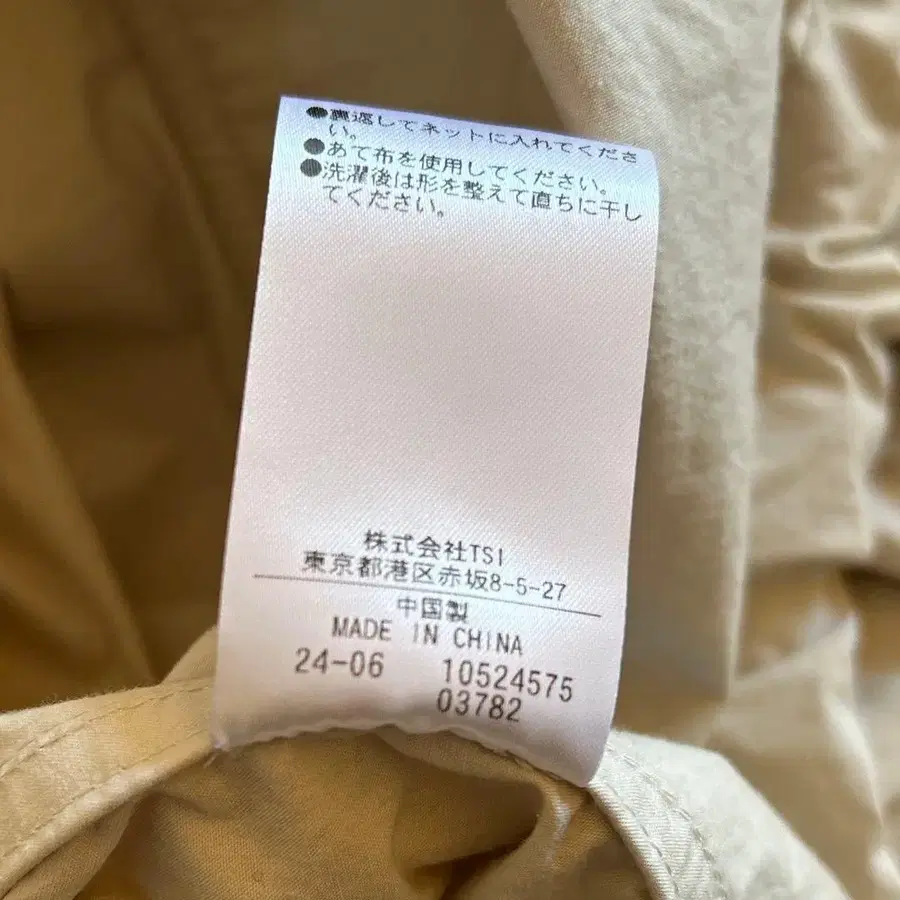 ●裏返してネットに入れてくださ
い。
●あて布を使用してください。
●洗濯後は形を整えて直ちに干し
てください。
株式会社TSI
東京都港区赤坂8-5-27
中国製
MADE IN CHINA
24-06 10524575
03782